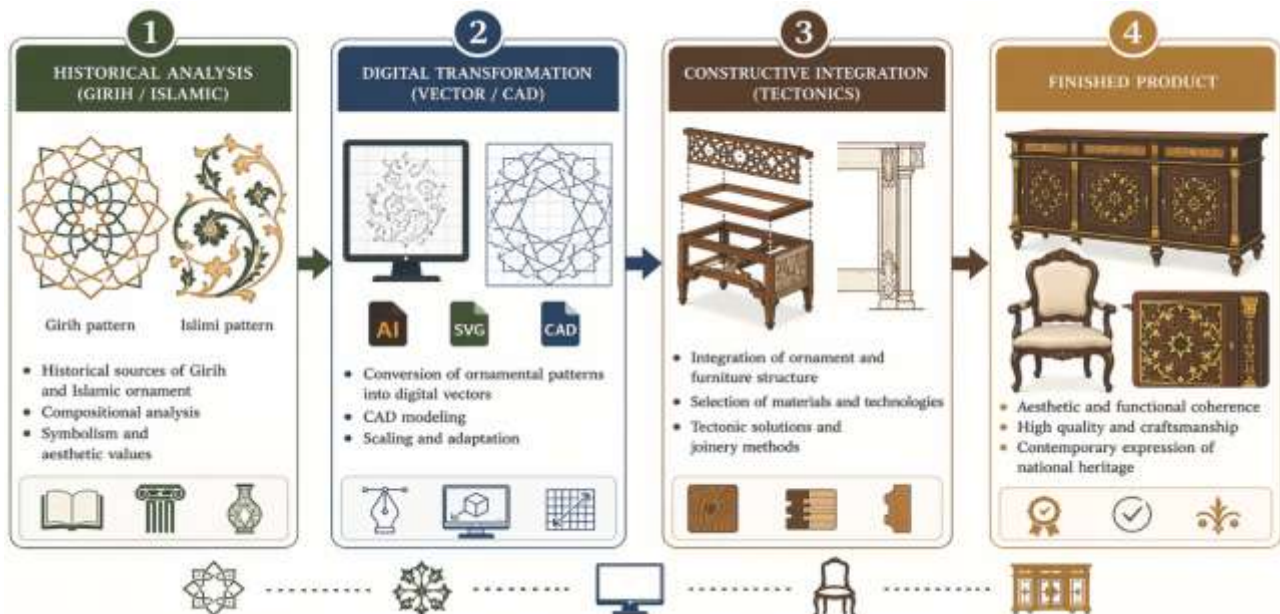 1
HISTORICAL ANALYSIS
(GIRIH / ISLAMIC)
Girih pattern
Islimi pattern
• Historical sources of Girih
and Islamic ornament
• Compositional analysis
• Symbolism and
aesthetic values
2
DIGITAL TRANSFORMATION
(VECTOR / CAD)
AI
SVG
CAD
• Conversion of ornamental patterns
into digital vectors
• CAD modeling
• Scaling and adaptation
3
CONSTRUCTIVE INTEGRATION
(TECTONICS)
• Integration of ornament and
furniture structure
• Selection of materials and technologies
• Tectonic solutions and
joinery methods
4
FINISHED PRODUCT
• Aesthetic and functional coherence
• High quality and craftsmanship
• Contemporary expression of
national heritage